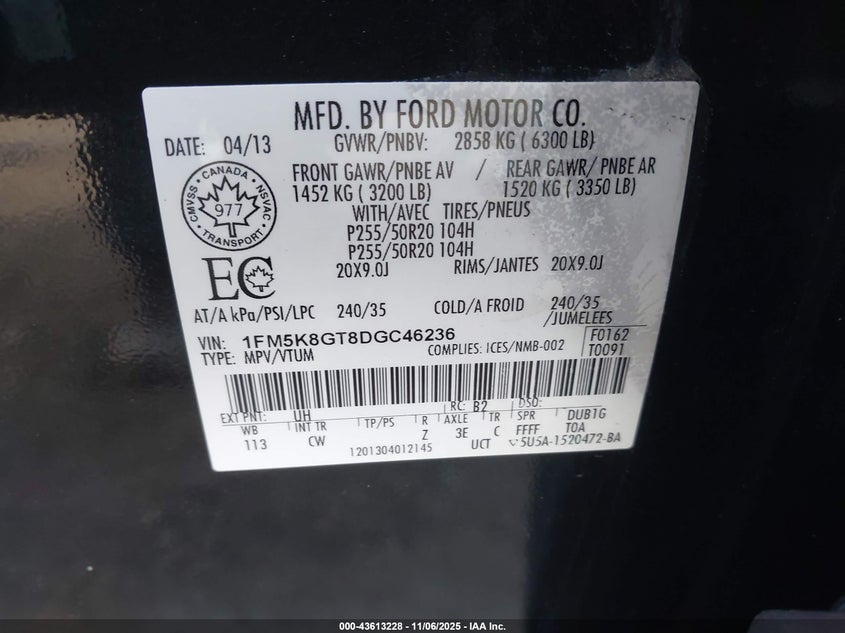 MFD. BY FORD MOTOR CO.
DATE: 04/13 GVWR/PNBV: 2858 KG ( 6300 LB)
FRONT GAWR/PNBE AV / REAR GAWR/ PNBE AR
1452 KG ( 3200 LB) 1520 KG ( 3350 LB)
WITH/AVEC TIRES/PNEUS
P255/50R20 104H
P255/50R20 104H
20X9.0J RIMS/JANTES 20X9.0J
CANADA
CMVSS NSVAC
977
TRANSPORT
EC
AT/A kPa/PSI/LPC 240/35 COLD/A FROID 240/35
/JUMELEES
VIN: 1FM5K8GT8DGC46236 F0162
TYPE: MPV/VTUM COMPLIES: ICES/NMB-002 T0091
EXT PNT: UH RC: B2 DSO:
WB INT TR TP/PS R AXLE TR SPR DUB1G
113 CW Z 3E C FFFF T0A
1201304012145 UCT 5U5A-1520472-BA
000-43613228 - 11/06/2025 - IAA Inc.